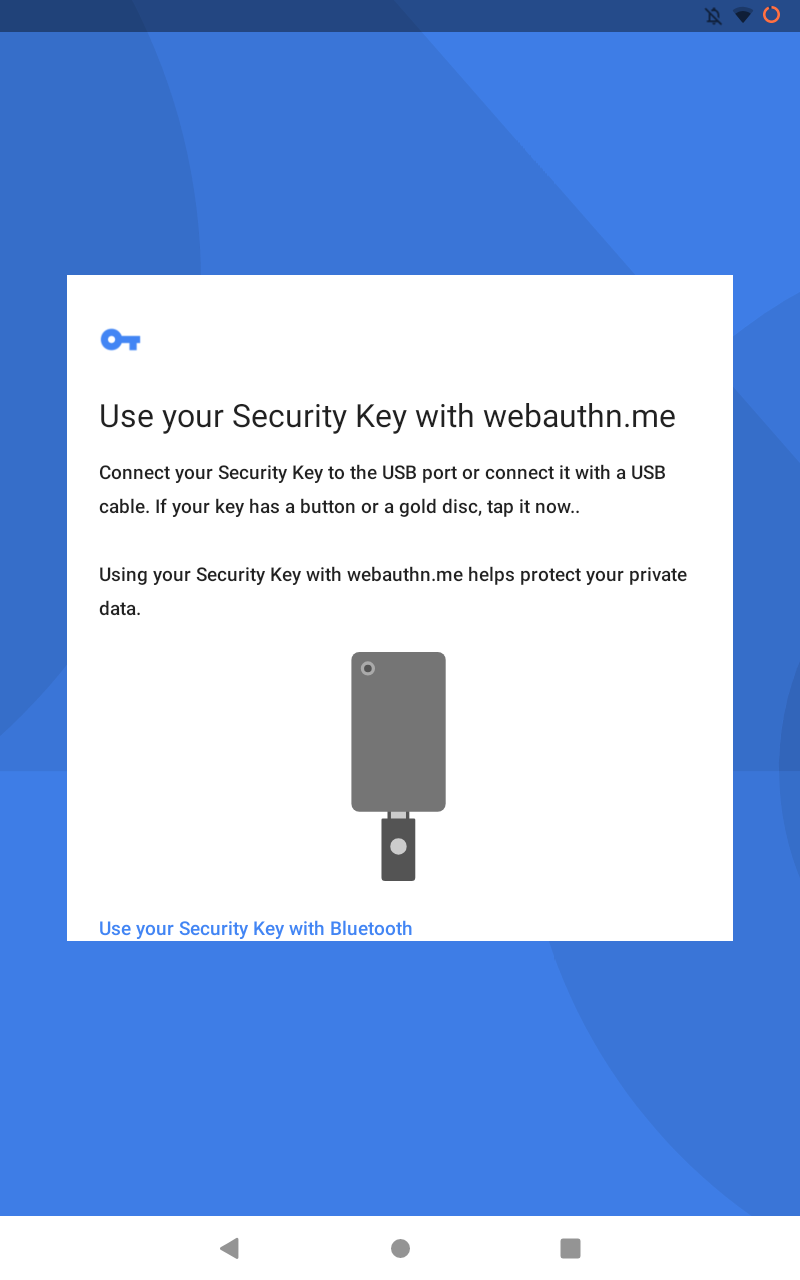 Use your Security Key with webauthn.me
Connect your Security Key to the USB port or connect it with a USB
cable. If your key has a button or a gold disc, tap it now..
Using your Security Key with webauthn.me helps protect your private
data.
Use your Security Key with Bluetooth